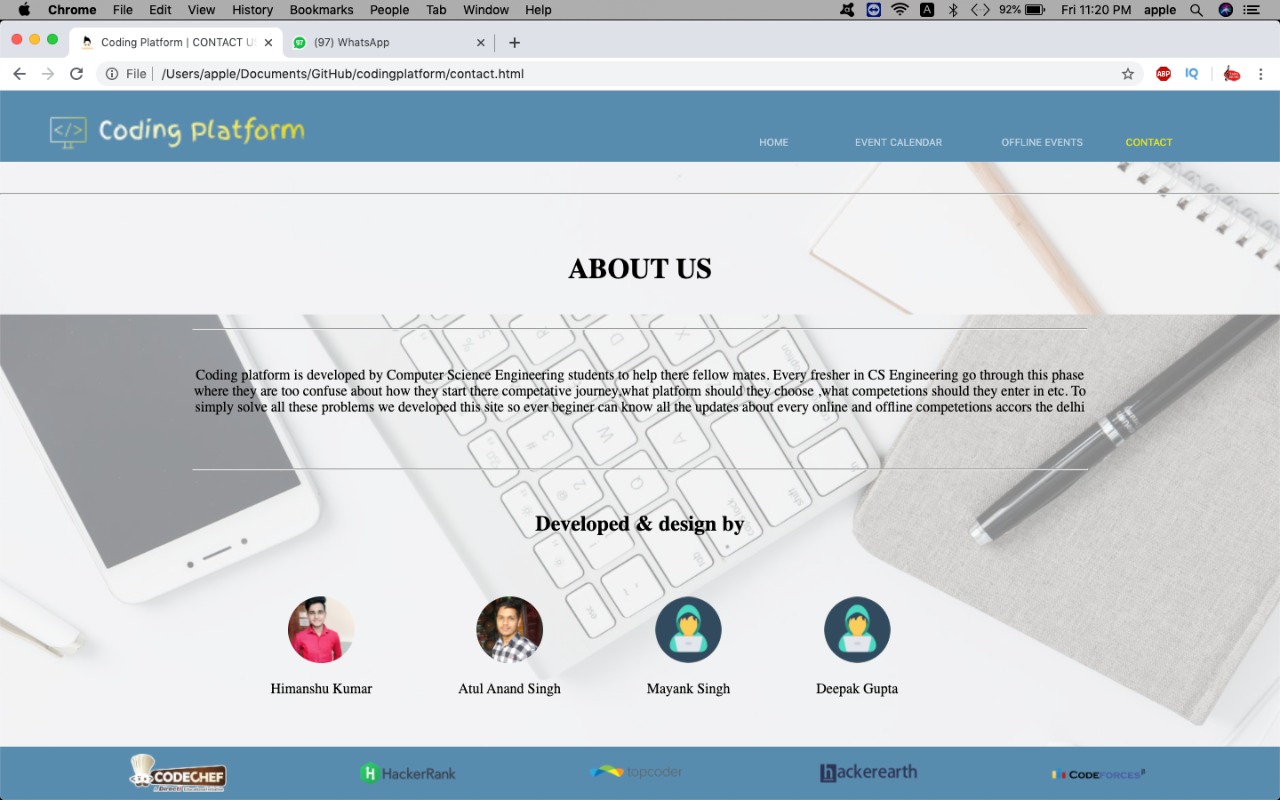 Chrome File Edit View History Bookmarks People Tab Window Help 92% Fri 11:20 PM apple
Coding Platform | CONTACT U (97) WhatsApp
File /Users/apple/Documents/GitHub/codingplatform/contact.html ABP IQ
</> Coding Platform
HOME EVENT CALENDAR OFFLINE EVENTS CONTACT
ABOUT US
Coding platform is developed by Computer Science Engineering students to help there fellow mates. Every fresher in CS Engineering go through this phase
where they are too confuse about how they start there competative journey,what platform should they choose ,what competions should they enter in etc. To
simply solve all these problems we developed this site so ever beginer can know all the updates about every online and offline competetions accors the delhi
Developed & design by
Himanshu Kumar Atul Anand Singh Mayank Singh Deepak Gupta
CODECHEF HackerRank topcoder hackerearth CODEFORCES β